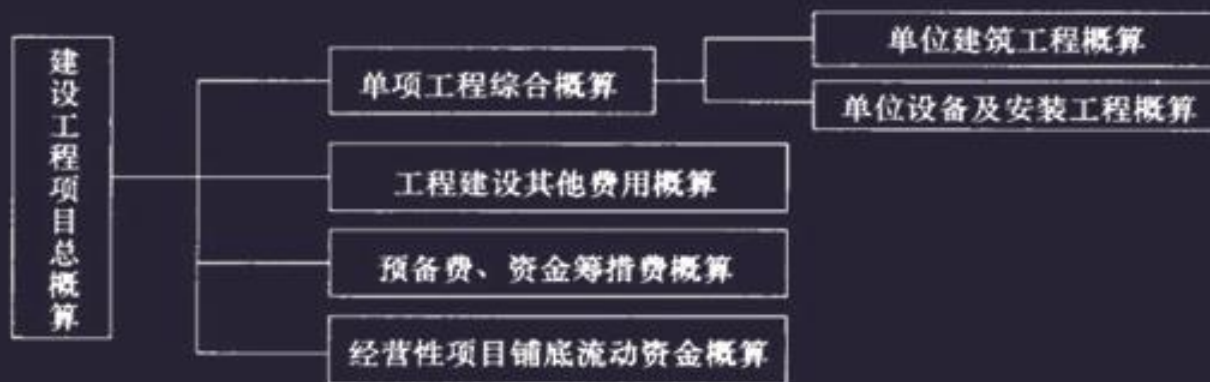 建设工程项目总概算
单项工程综合概算
单位建筑工程概算
单位设备及安装工程概算
工程建设其他费用概算
预备费、资金筹措费概算
经营性项目铺底流动资金概算